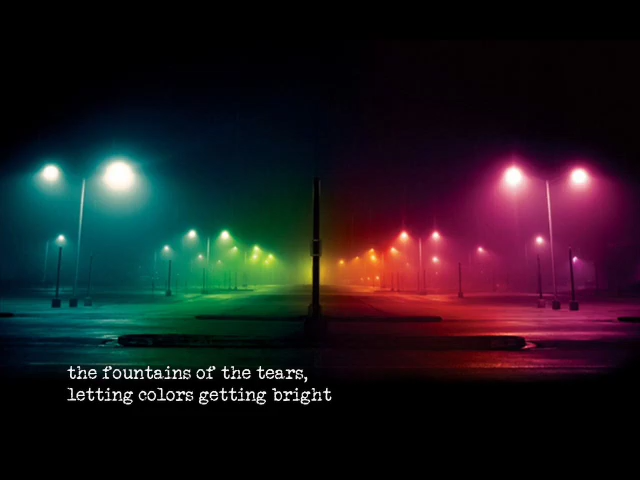 the fountains of the tears,
letting colors getting bright